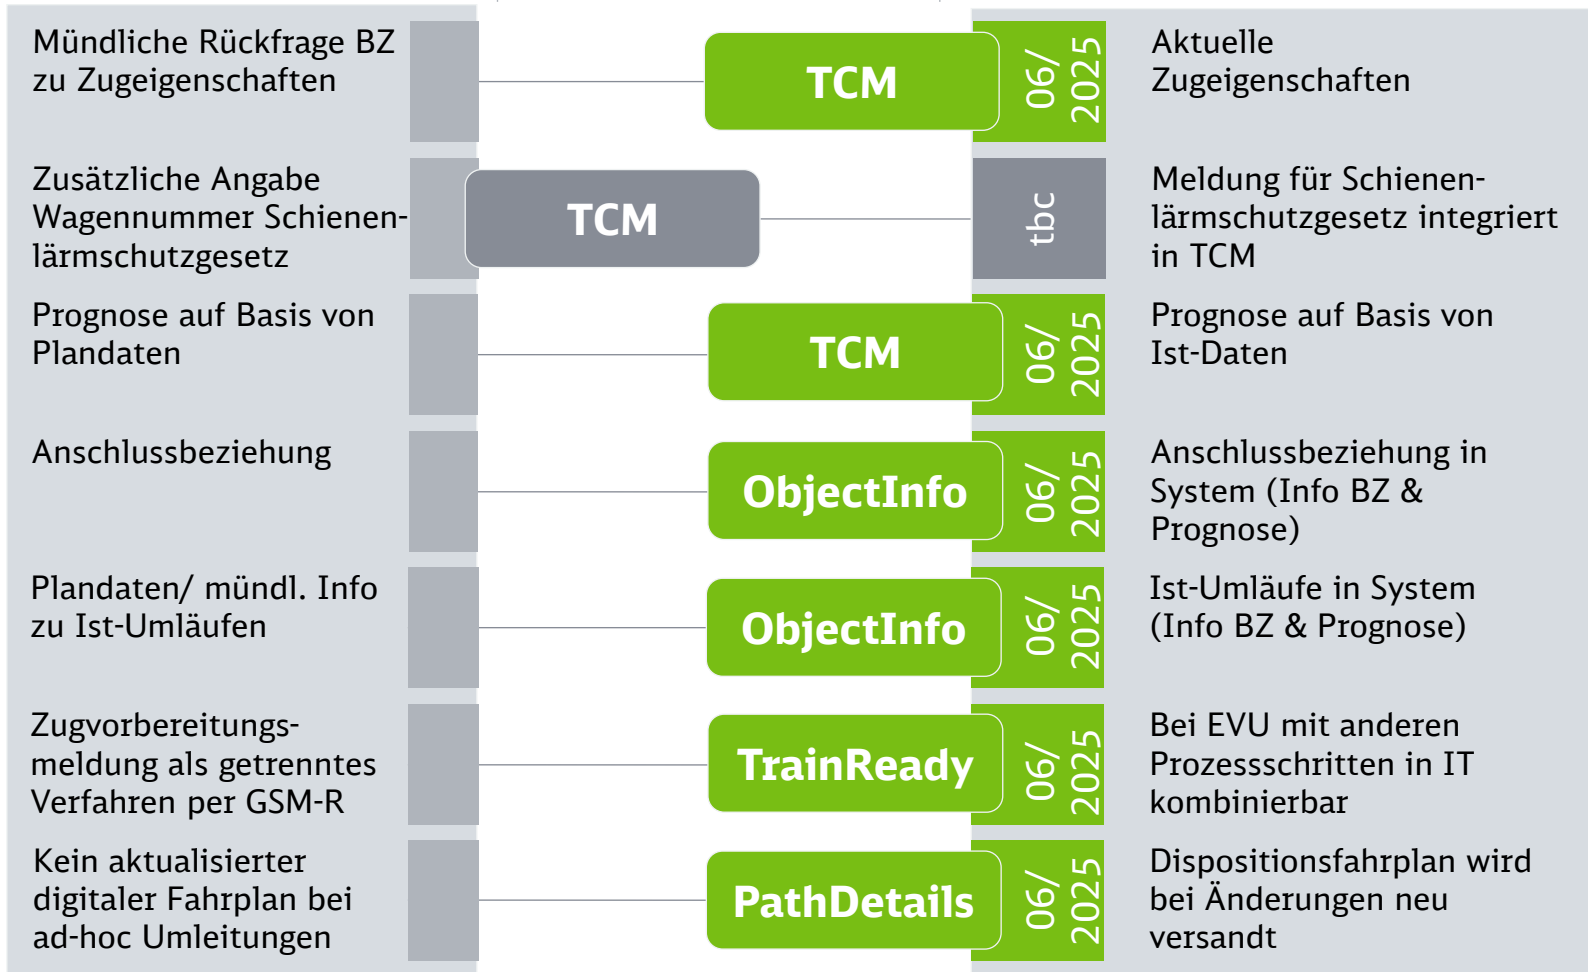 Mündliche Rückfrage BZ
zu Zugeigenschaften
TCM
06/
2025
Aktuelle
Zugeigenschaften
Zusätzliche Angabe
Wagennummer Schienen-
lärmschutzgesetz
TCM
tbc
Meldung für Schienen-
lärmschutzgesetz integriert
in TCM
Prognose auf Basis von
Plandaten
TCM
06/
2025
Prognose auf Basis von
Ist-Daten
Anschlussbeziehung
ObjectInfo
06/
2025
Anschlussbeziehung in
System (Info BZ &
Prognose)
Plandaten/ mündl. Info
zu Ist-Umläufen
ObjectInfo
06/
2025
Ist-Umläufe in System
(Info BZ & Prognose)
Zugvorbereitungs-
meldung als getrenntes
Verfahren per GSM-R
TrainReady
06/
2025
Bei EVU mit anderen
Prozessschritten in IT
kombinierbar
Kein aktualisierter
digitaler Fahrplan bei
ad-hoc Umleitungen
PathDetails
06/
2025
Dispositionsfahrplan wird
bei Änderungen neu
versandt